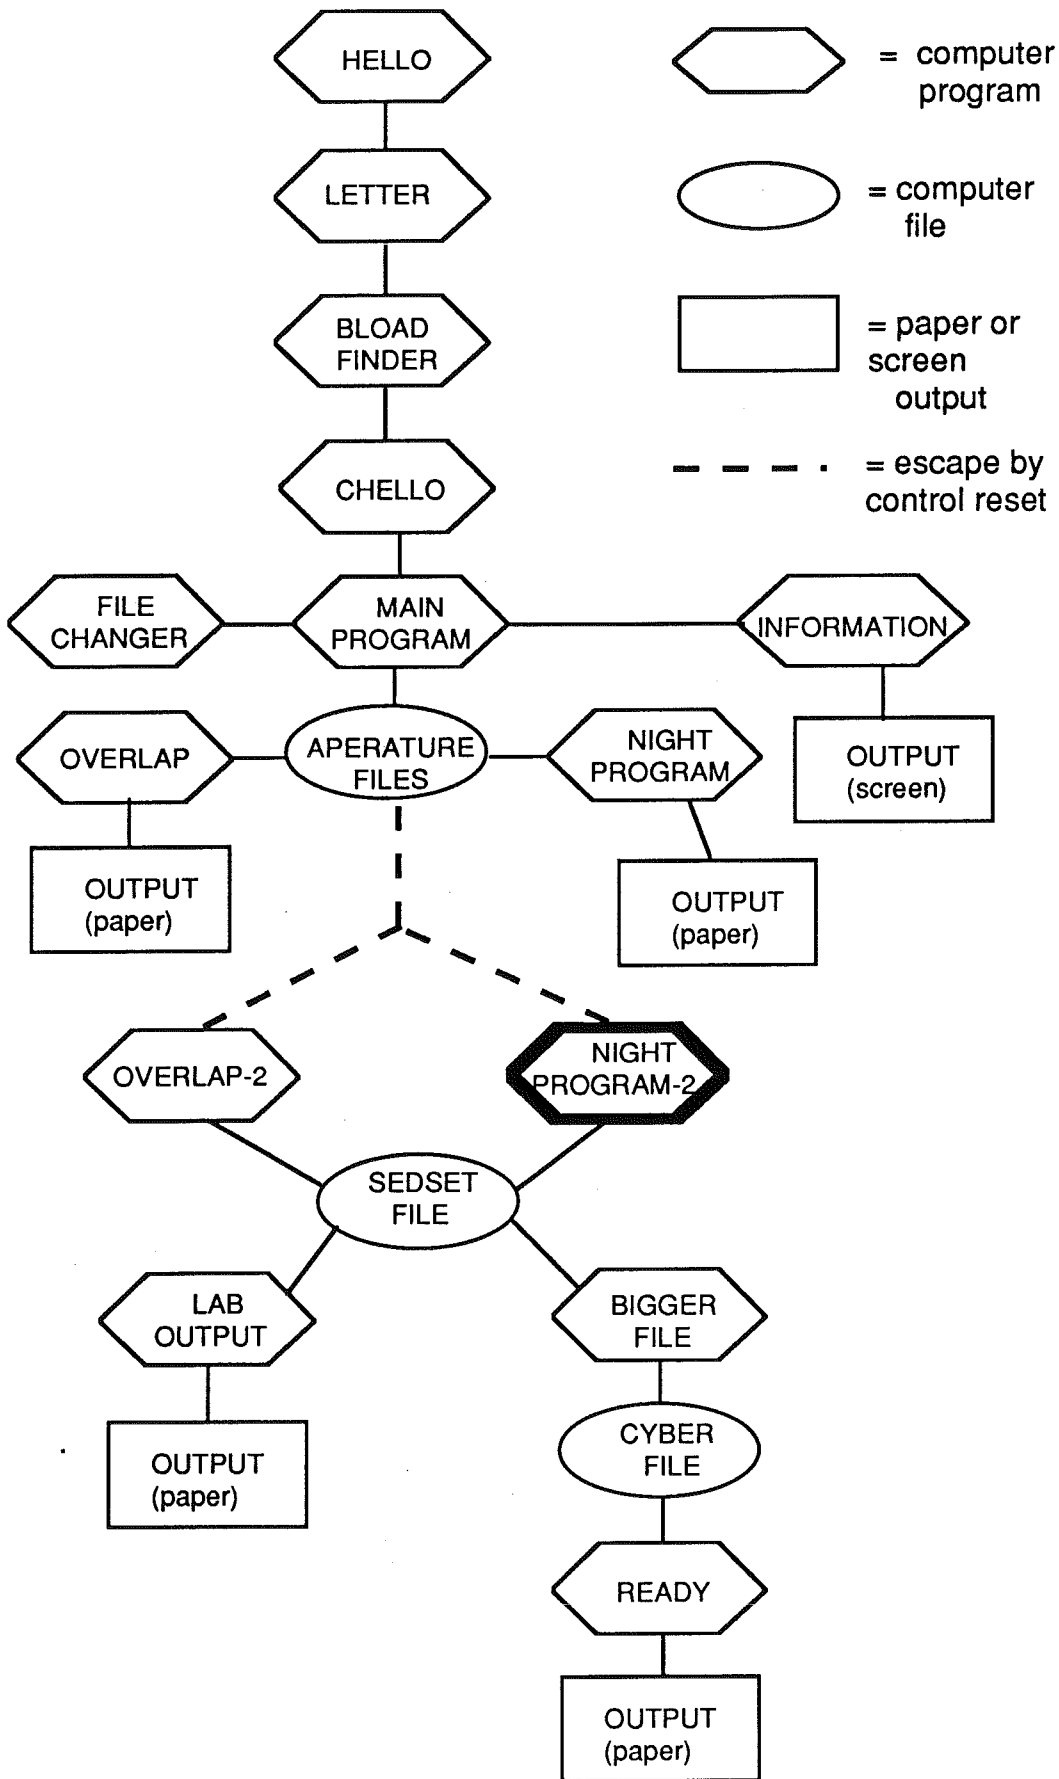 HELLO
= computer
program
LETTER
= computer
file
BLOAD
FINDER
= paper or
screen
output
CHELLO
= escape by
control reset
FILE
CHANGER
MAIN
PROGRAM
INFORMATION
OVERLAP
APERATURE
FILES
NIGHT
PROGRAM
OUTPUT
(screen)
OUTPUT
(paper)
OUTPUT
(paper)
OVERLAP-2
NIGHT
PROGRAM-2
SEDSET
FILE
LAB
OUTPUT
BIGGER
FILE
OUTPUT
(paper)
CYBER
FILE
READY
OUTPUT
(paper)